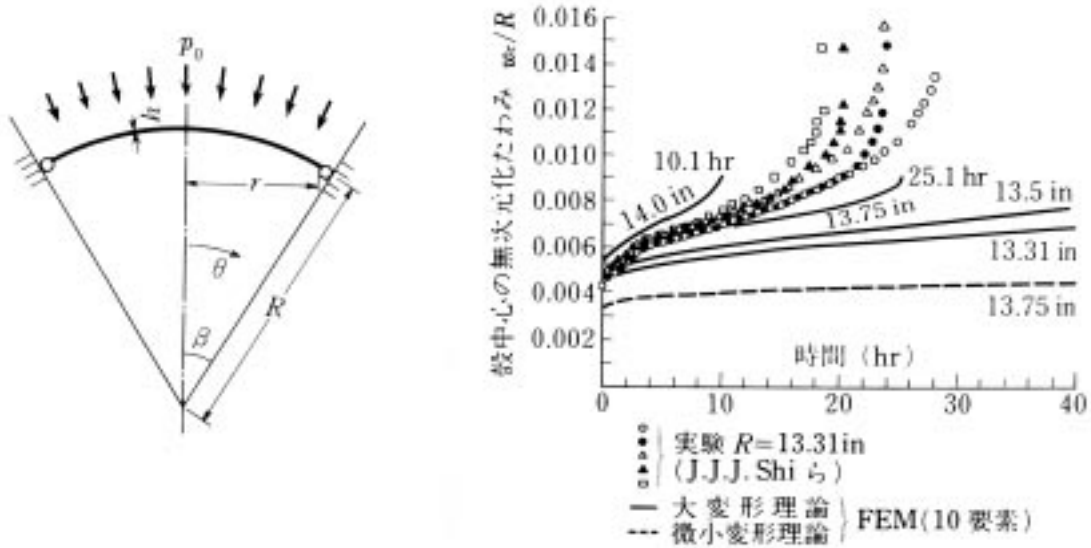 p₀
h
r
θ
R
β
殻中心の無次元化たわみ w_r/R
0.016
0.014
0.012
0.010
0.008
0.006
0.004
0.002
0
10
20
30
40
時間 (hr)
10.1 hr
14.0 in
25.1 hr
13.75 in
13.5 in
13.31 in
13.75 in
実験 R=13.31in
(J.J.J. Shi ら)
大変形理論
微小変形理論
FEM(10 要素)